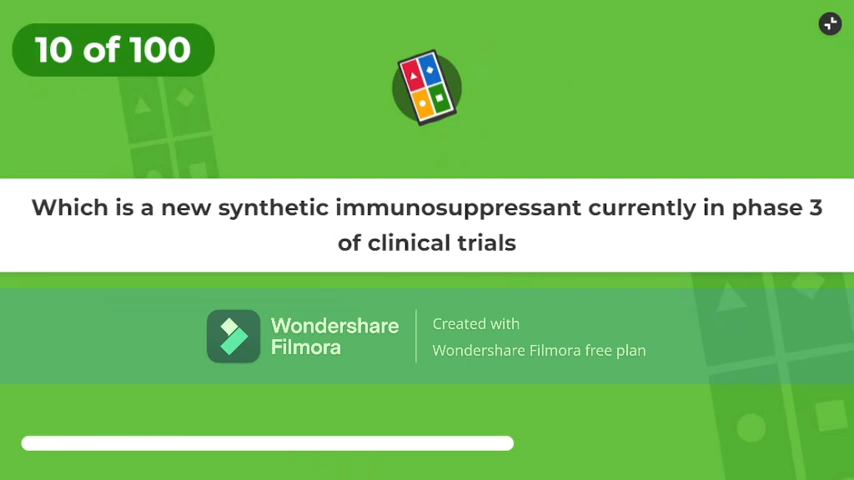 10 of 100
Which is a new synthetic immunosuppressant currently in phase 3
of clinical trials
Wondershare
Filmora
Created with
Wondershare Filmora free plan